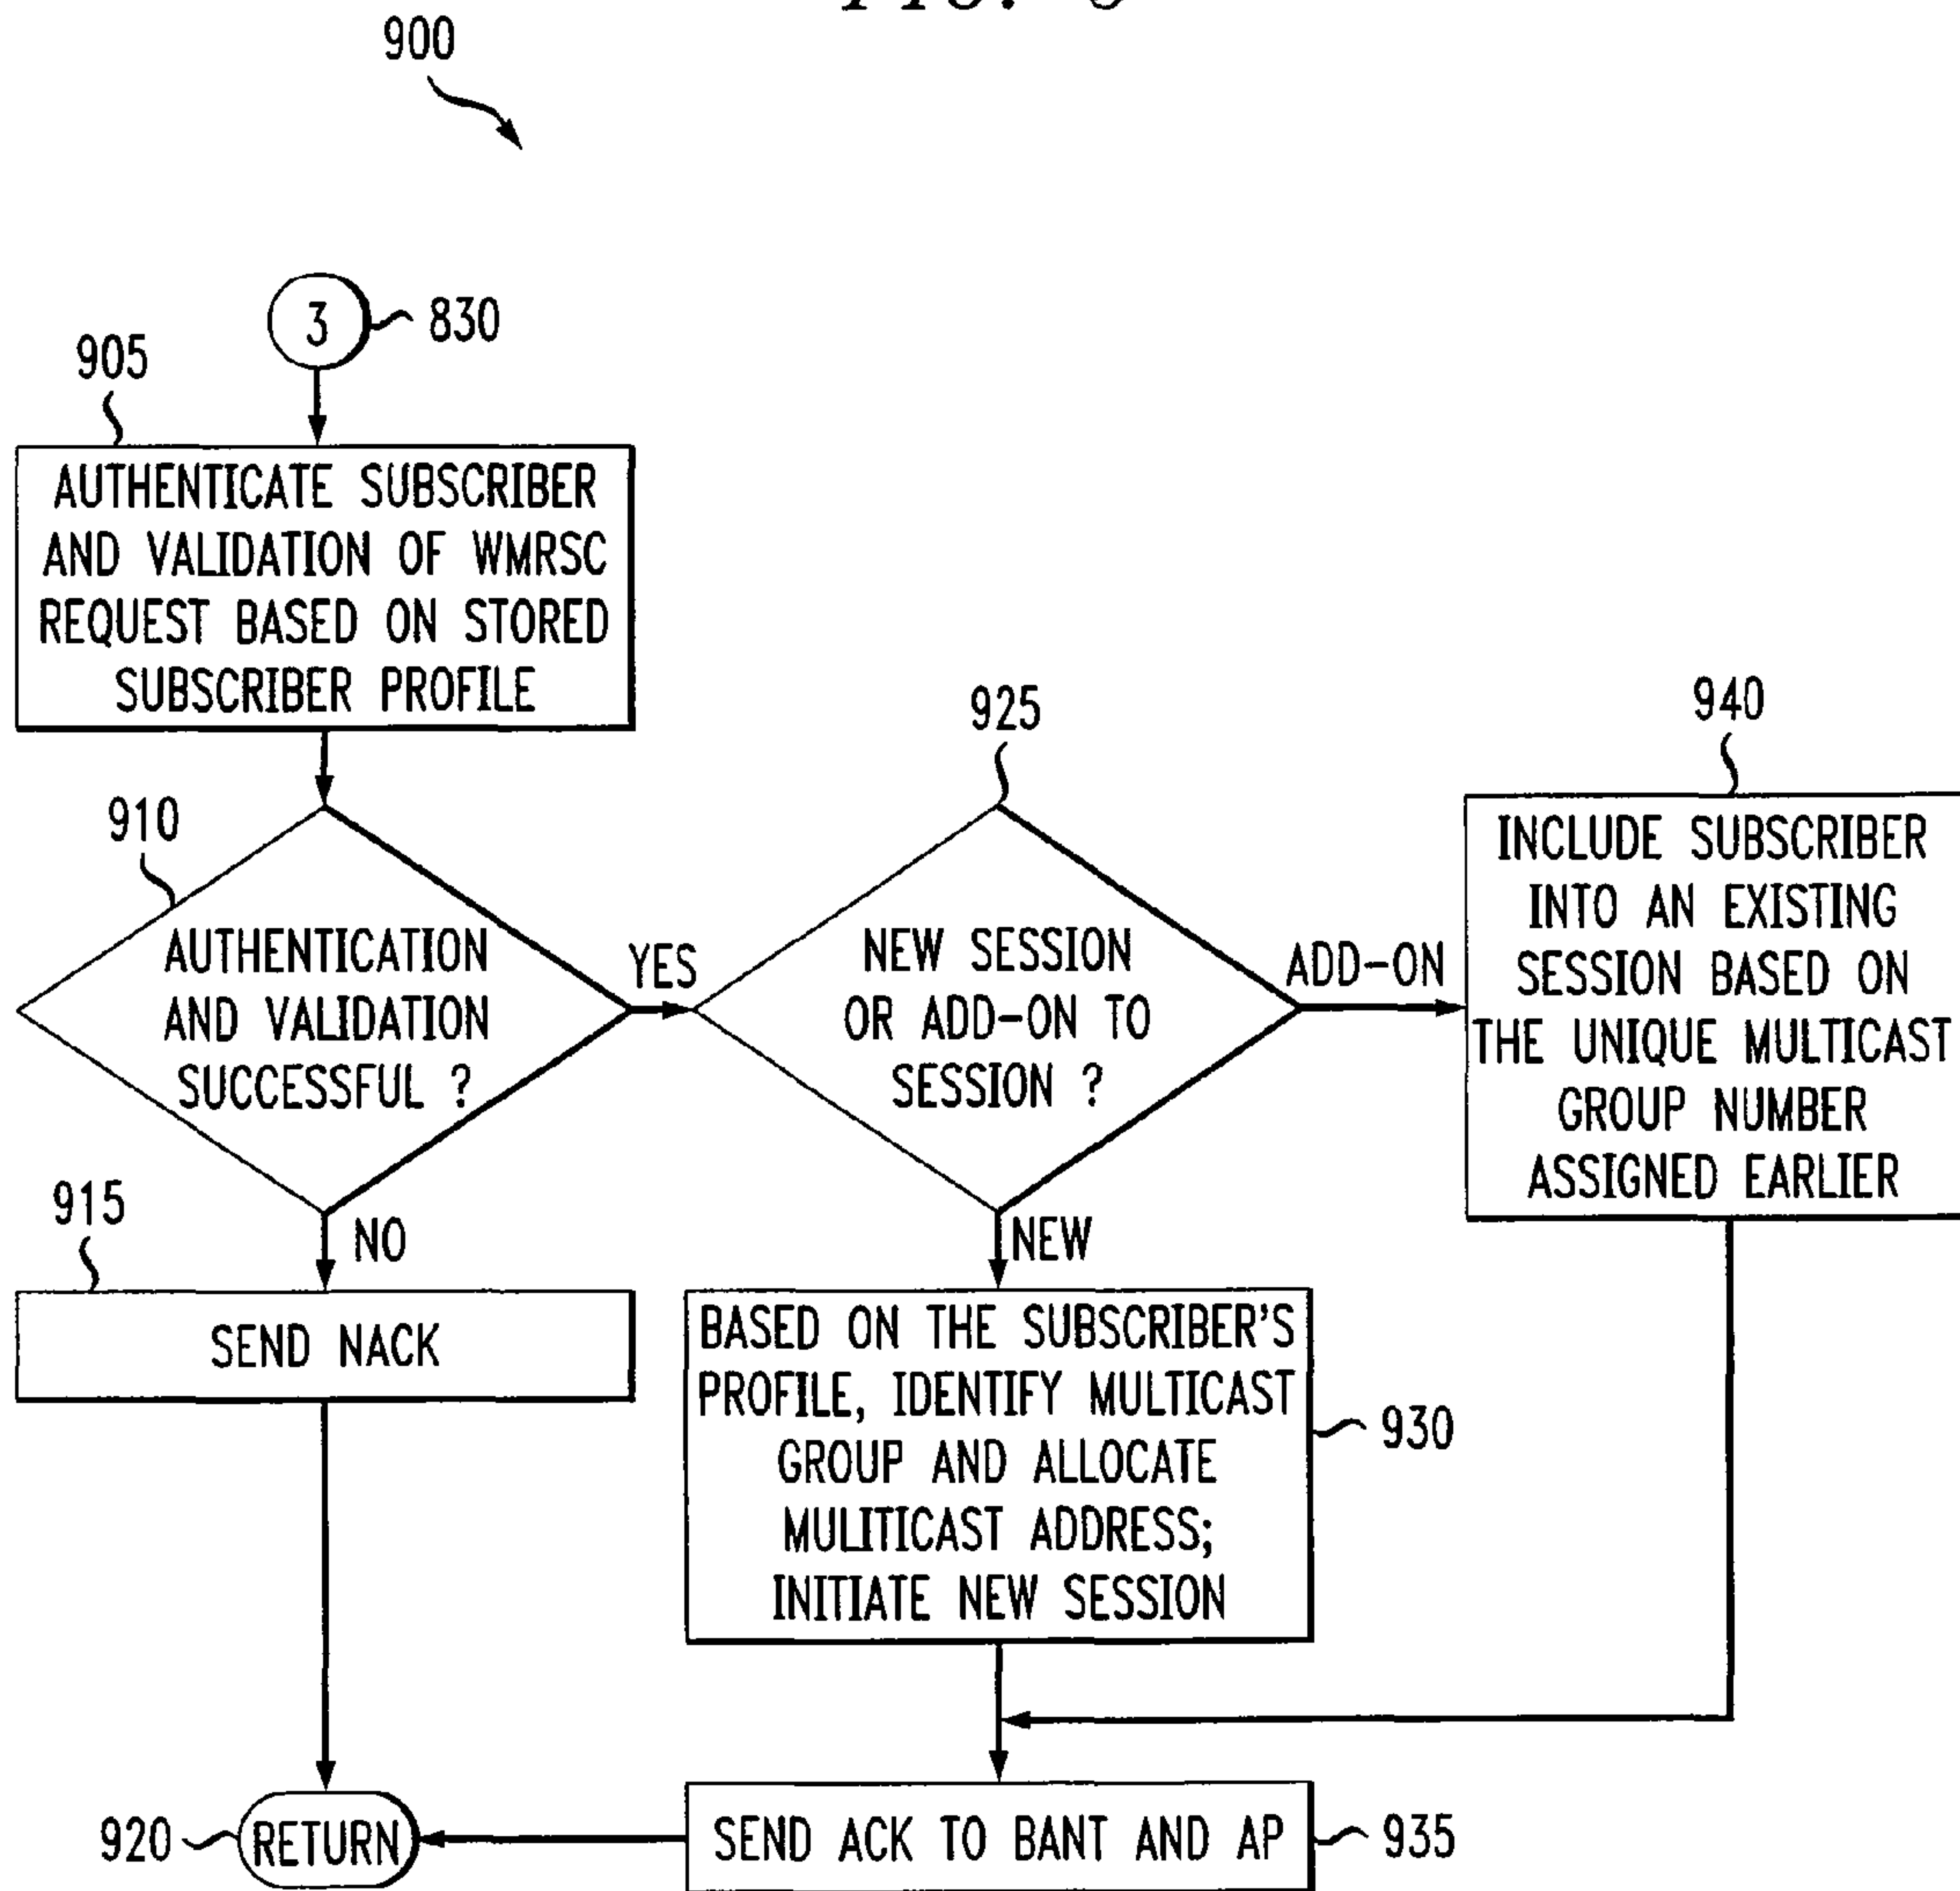 FIG.
900
3
830
905
AUTHENTICATE SUBSCRIBER
AND VALIDATION OF WMRSC
REQUEST BASED ON STORED
SUBSCRIBER PROFILE
910
AUTHENTICATION
AND VALIDATION
SUCCESSFUL ?
YES
NO
925
NEW SESSION
OR ADD-ON TO
SESSION ?
ADD-ON
NEW
940
INCLUDE SUBSCRIBER
INTO AN EXISTING
SESSION BASED ON
THE UNIQUE MULTICAST
GROUP NUMBER
ASSIGNED EARLIER
915
SEND NACK
BASED ON THE SUBSCRIBER'S
PROFILE, IDENTIFY MULTICAST
GROUP AND ALLOCATE
MULITICAST ADDRESS;
INITIATE NEW SESSION
930
920
RETURN
SEND ACK TO BANT AND AP
935